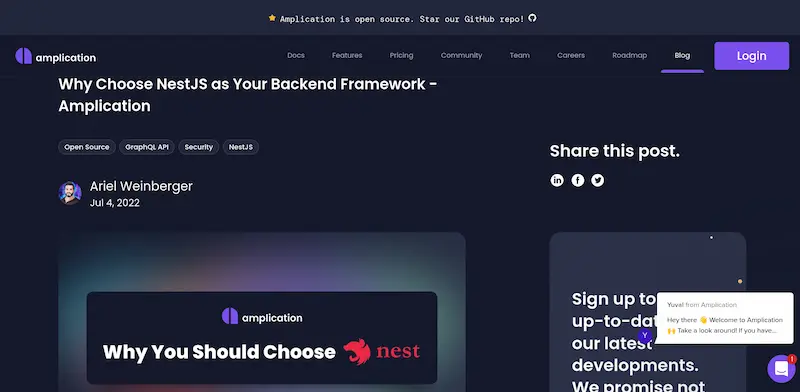 Amplication is open source. Star our GitHub repo!
amplication
Docs Features Pricing Community Team Careers Roadmap Blog Login
Why Choose NestJS as Your Backend Framework -
Amplication
Open Source GraphQL API Security NestJS
Ariel Weinberger
Jul 4, 2022
amplication
Why You Should Choose nest
Share this post.
Sign up to
up-to-dat
our latest
developments.
We promise not
Yuval from Amplication
Hey there 👋 Welcome to Amplication
🙌 Take a look around! If you have...
Y
1